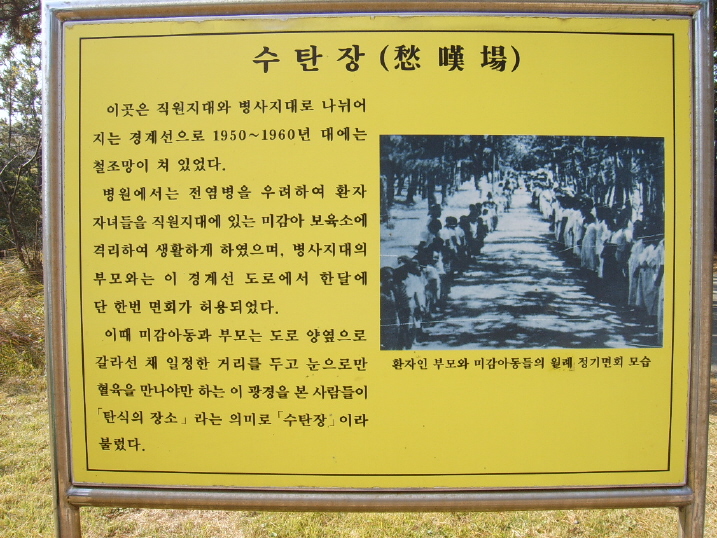 수탄장(愁嘆場)
이곳은 직원지대와 병사지대로 나뉘어
지는 경계선으로 1950~1960년 대에는
철조망이 쳐 있었다.
병원에서는 전염병을 우려하여 환자
자녀들을 직원지대에 있는 미감아 보육소에
격리하여 생활하게 하였으며, 병사지대의
부모와는 이 경계선 도로에서 한달에
단 한번 면회가 허용되었다.
이때 미감아동과 부모는 도로 양옆으로
갈라선 채 일정한 거리를 두고 눈으로만
혈육을 만나야만 하는 이 광경을 본 사람들이
「탄식의 장소」라는 의미로 「수탄장」이라
불렀다.
환자인 부모와 미감아동들의 월례 정기면회 모습